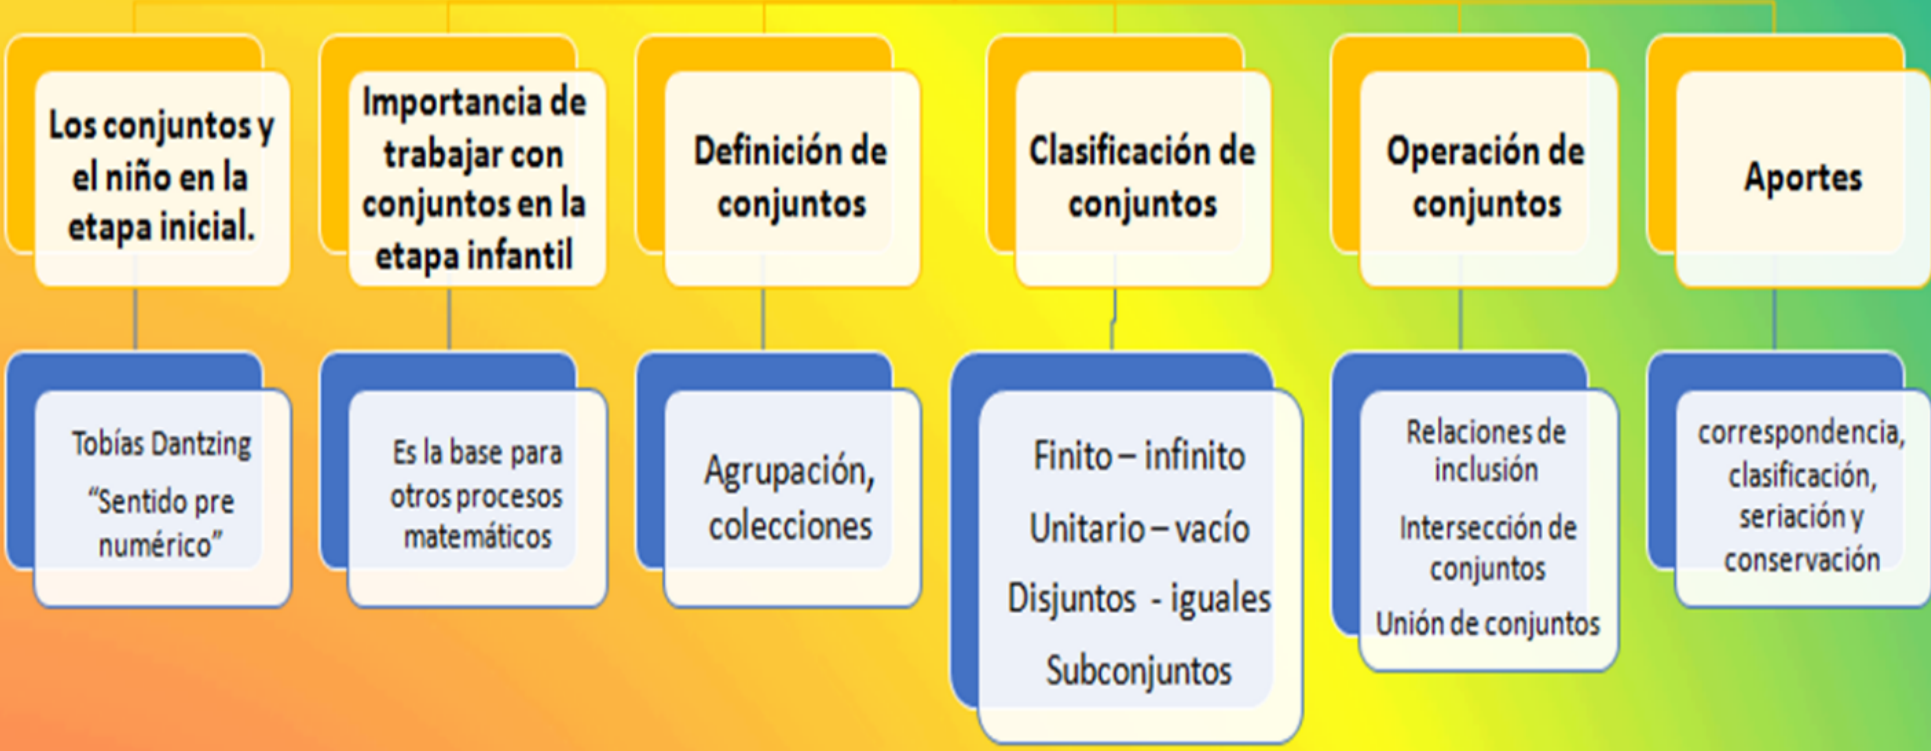 Los conjuntos y
el niño en la
etapa inicial.
Importancia de
trabajar con
conjuntos en la
etapa infantil
Definición de
conjuntos
Clasificación de
conjuntos
Operación de
conjuntos
Aportes
Tobías Dantzing
“Sentido pre
numérico”
Es la base para
otros procesos
matemáticos
Agrupación,
colecciones
Finito – infinito
Unitario – vacío
Disjuntos - iguales
Subconjuntos
Relaciones de
inclusión
Intersección de
conjuntos
Unión de conjuntos
correspondencia,
clasificación,
seriación y
conservación